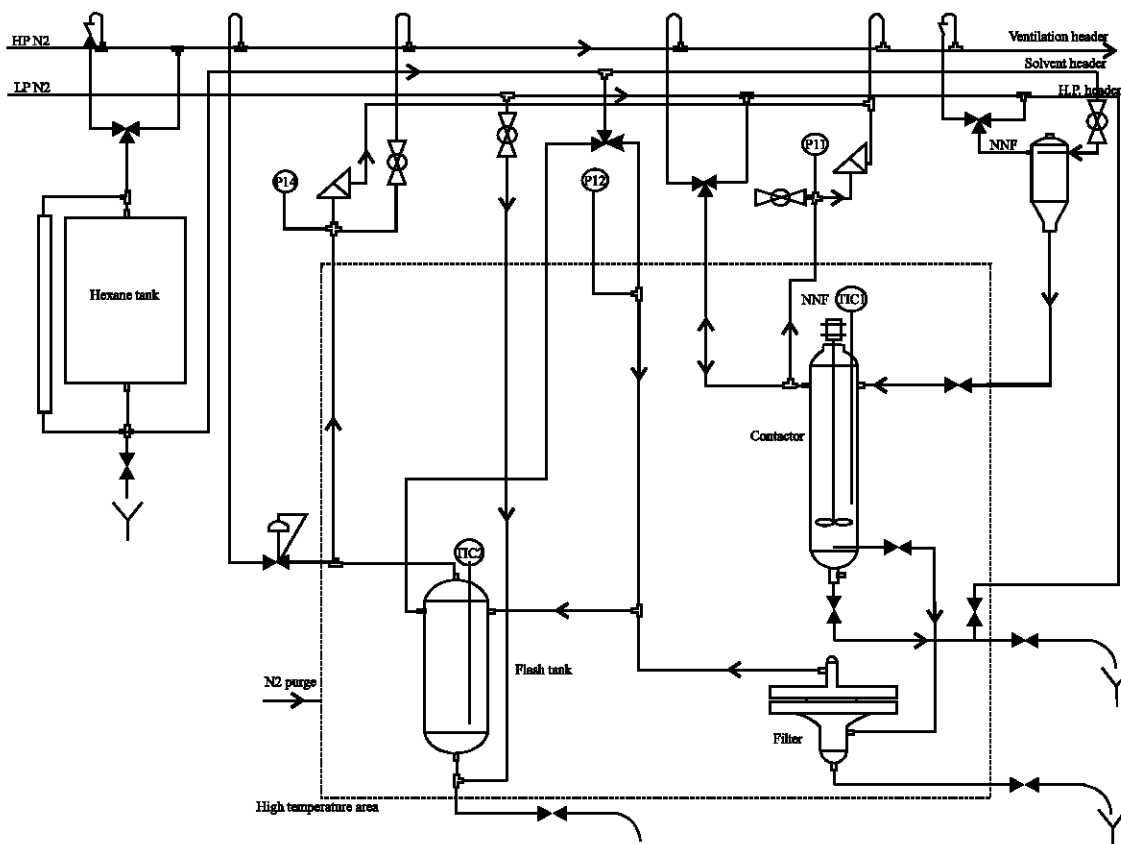 HP N2
Ventilation header
Solvent header
LP N2
H.P. header
P11
NNF
P14
P12
Hexane tank
NNF
TIC1
Contactor
TIC2
Flash tank
N2 purge
Filter
High temperature area